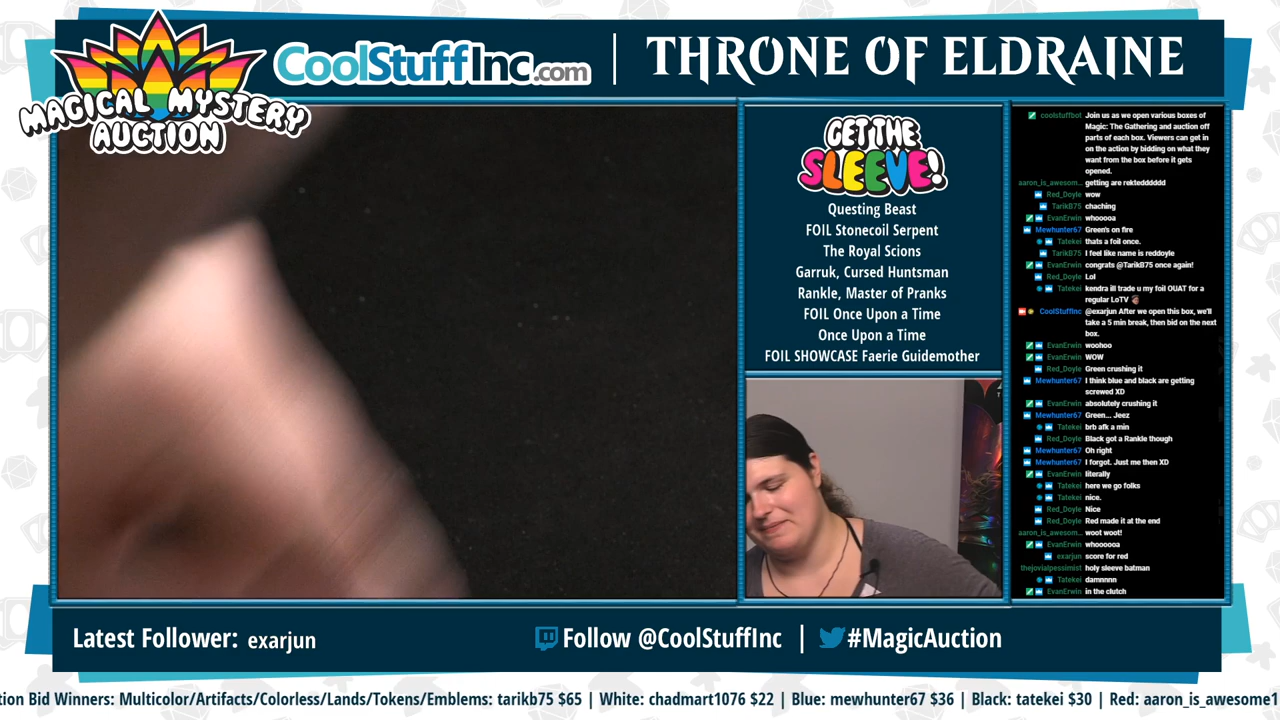 MAGICAL MYSTERY
AUCTION
CoolStuffInc.com
THRONE OF ELDRAINE
GET THE
SLEEVE!
Questing Beast
FOIL Stonecoil Serpent
The Royal Scions
Garruk, Cursed Huntsman
Rankle, Master of Pranks
FOIL Once Upon a Time
Once Upon a Time
FOIL SHOWCASE Faerie Guidemother
coolstuffbot Join us as we open various boxes of
Magic: The Gathering and auction off
parts of each box. Viewers can get in
on the action by bidding on what they
want from the box before it gets
opened.
aaron_is_awesom... getting are rektedddddd
Red_Doyle wow
TarikB75 chaching
EvanErwin whooooa
Mewhunter67 Green's on fire
Tatekei thats a foil once.
TarikB75 I feel like name is reddoyle
EvanErwin congrats @TarikB75 once again!
Red_Doyle Lol
Tatekei kendra ill trade u my foil OUAT for a
regular LoTV
CoolStuffInc @exarjun After we open this box, we'll
take a 5 min break, then bid on the next
box.
EvanErwin woohoo
EvanErwin WOW
Red_Doyle Green crushing it
Mewhunter67 I think blue and black are getting
screwed XD
EvanErwin absolutely crushing it
Mewhunter67 Green... Jeez
Tatekei brb afk a min
Red_Doyle Black got a Rankle though
Mewhunter67 Oh right
Mewhunter67 I forgot. Just me then XD
EvanErwin literally
Tatekei here we go folks
Tatekei nice.
Red_Doyle Nice
Red_Doyle Red made it at the end
aaron_is_awesom... woot woot!
EvanErwin whoooooa
exarjun score for red
thejovialpessimist holy sleeve batman
Tatekei damnnnn
EvanErwin in the clutch
Latest Follower: exarjun
Follow @CoolStuffInc | #MagicAuction
tion Bid Winners: Multicolor/Artifacts/Colorless/Lands/Tokens/Emblems: tarikb75 $65 | White: chadmart1076 $22 | Blue: mewhunter67 $36 | Black: tatekei $30 | Red: aaron_is_awesome1